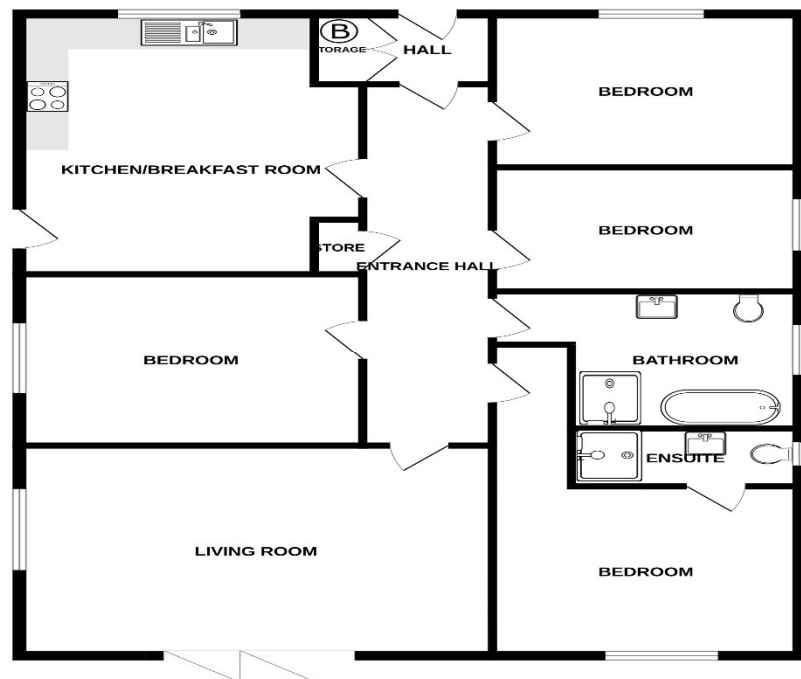 B
TORAGE
HALL
BEDROOM
KITCHEN/BREAKFAST ROOM
BEDROOM
STORE
ENTRANCE HALL
BEDROOM
BATHROOM
ENSUITE
LIVING ROOM
BEDROOM